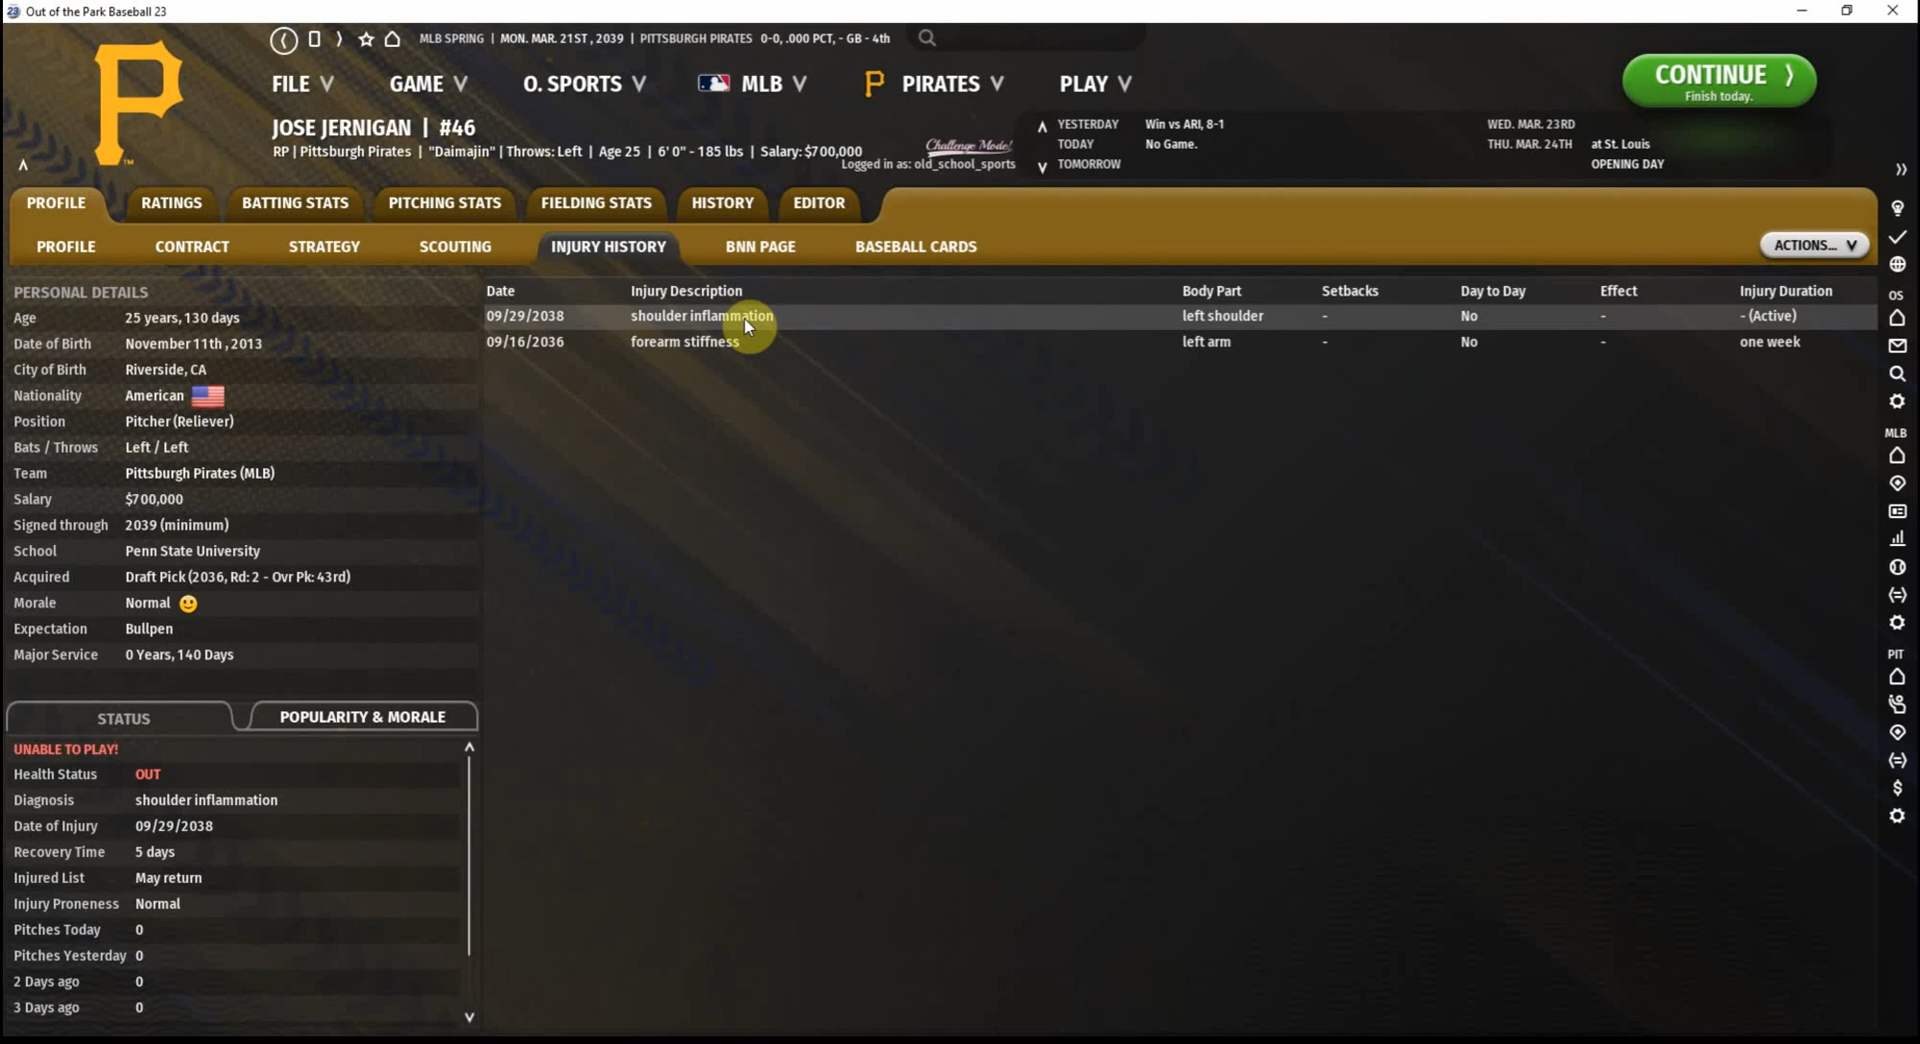 23 Out of the Park Baseball 23
MLB SPRING | MON. MAR. 21ST , 2039 | PITTSBURGH PIRATES 0-0, .000 PCT, - GB - 4th
FILE GAME O. SPORTS MLB PIRATES PLAY
CONTINUE
Finish today.
JOSE JERNIGAN | #46
RP | Pittsburgh Pirates | "Daimajin" | Throws: Left | Age 25 | 6' 0" - 185 lbs | Salary: $700,000
Challenge Mode!
Logged in as: old_school_sports
YESTERDAY Win vs ARI, 8-1
TODAY No Game.
TOMORROW
WED. MAR. 23RD
THU. MAR. 24TH at St. Louis
OPENING DAY
PROFILE RATINGS BATTING STATS PITCHING STATS FIELDING STATS HISTORY EDITOR
PROFILE CONTRACT STRATEGY SCOUTING INJURY HISTORY BNN PAGE BASEBALL CARDS
ACTIONS...
PERSONAL DETAILS
Age 25 years, 130 days
Date of Birth November 11th , 2013
City of Birth Riverside, CA
Nationality American
Position Pitcher (Reliever)
Bats / Throws Left / Left
Team Pittsburgh Pirates (MLB)
Salary $700,000
Signed through 2039 (minimum)
School Penn State University
Acquired Draft Pick (2036, Rd: 2 - Ovr Pk: 43rd)
Morale Normal
Expectation Bullpen
Major Service 0 Years, 140 Days
Date Injury Description Body Part Setbacks Day to Day Effect Injury Duration
09/29/2038 shoulder inflammation left shoulder - No - - (Active)
09/16/2036 forearm stiffness left arm - No - one week
STATUS POPULARITY & MORALE
UNABLE TO PLAY!
Health Status OUT
Diagnosis shoulder inflammation
Date of Injury 09/29/2038
Recovery Time 5 days
Injured List May return
Injury Proneness Normal
Pitches Today 0
Pitches Yesterday 0
2 Days ago 0
3 Days ago 0
OS
MLB
PIT
$
P
TM